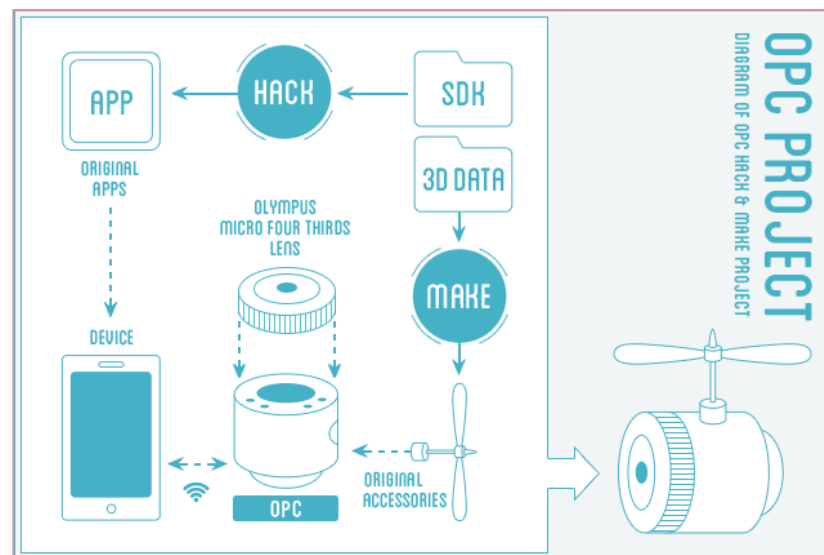 APP
HACK
SDK
ORIGINAL
APPS
3D DATA
OLYMPUS
MICRO FOUR THIRDS
LENS
MAKE
DEVICE
OPC
ORIGINAL
ACCESSORIES
OPC PROJECT
DIAGRAM OF OPC HACK & MAKE PROJECT